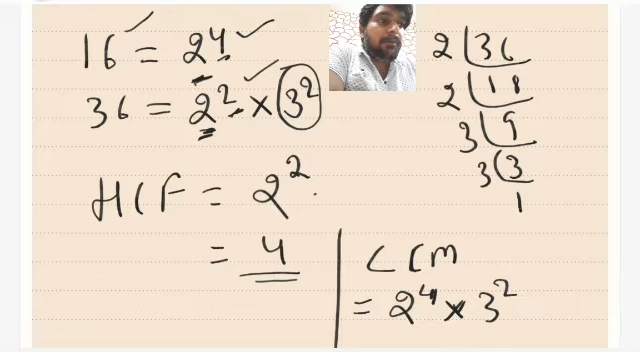 16 = 2⁴
36 = 2² × 3²
HCF = 2²
= 4
2 36
2 18
3 9
3 3
1
LCM
= 2⁴ × 3²